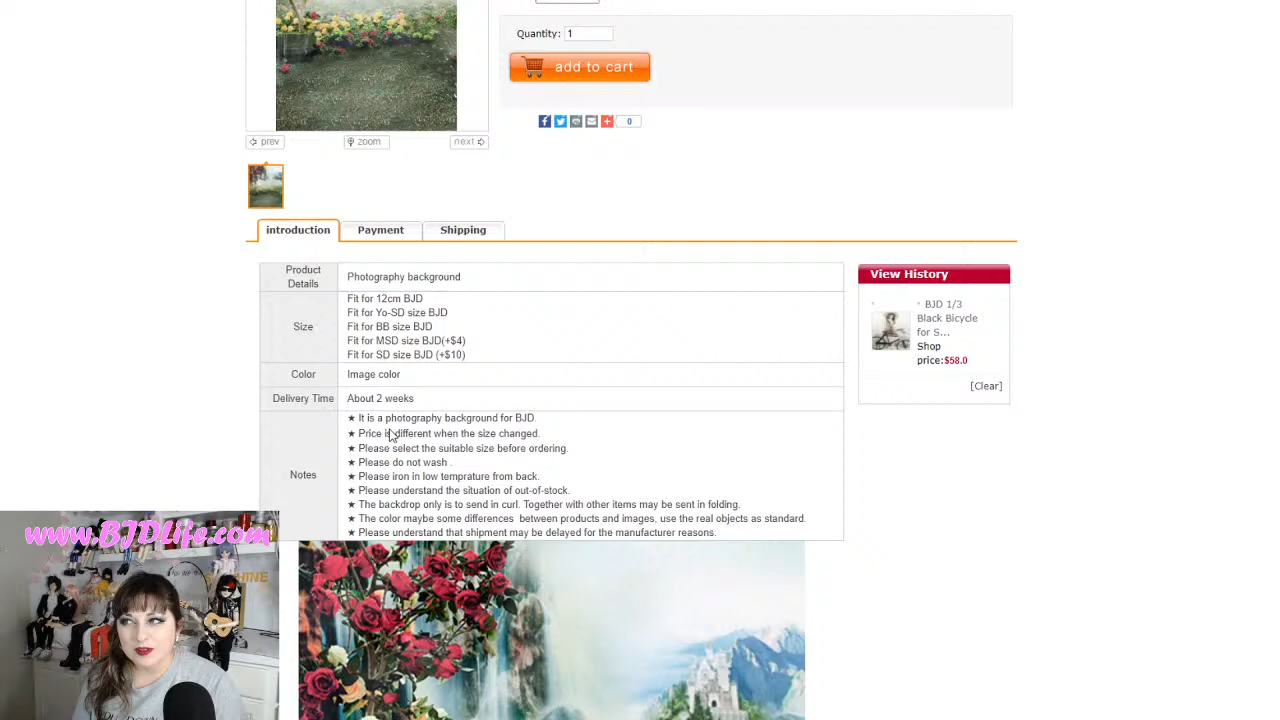 Quantity: 1
add to cart
0
prev
zoom
next
introduction
Payment
Shipping
Product Details
Photography background
Size
Fit for 12cm BJD
Fit for Yo-SD size BJD
Fit for BB size BJD
Fit for MSD size BJD(+$4)
Fit for SD size BJD (+$10)
Color
Image color
Delivery Time
About 2 weeks
Notes
★ It is a photography background for BJD.
★ Price is different when the size changed.
★ Please select the suitable size before ordering.
★ Please do not wash .
★ Please iron in low temprature from back.
★ Please understand the situation of out-of-stock.
★ The backdrop only is to send in curl. Together with other items may be sent in folding.
★ The color maybe some differences between products and images, use the real objects as standard.
★ Please understand that shipment may be delayed for the manufacturer reasons.
View History
BJD 1/3
Black Bicycle
for S...
Shop
price:$58.0
[Clear]
www.BJDLife.com